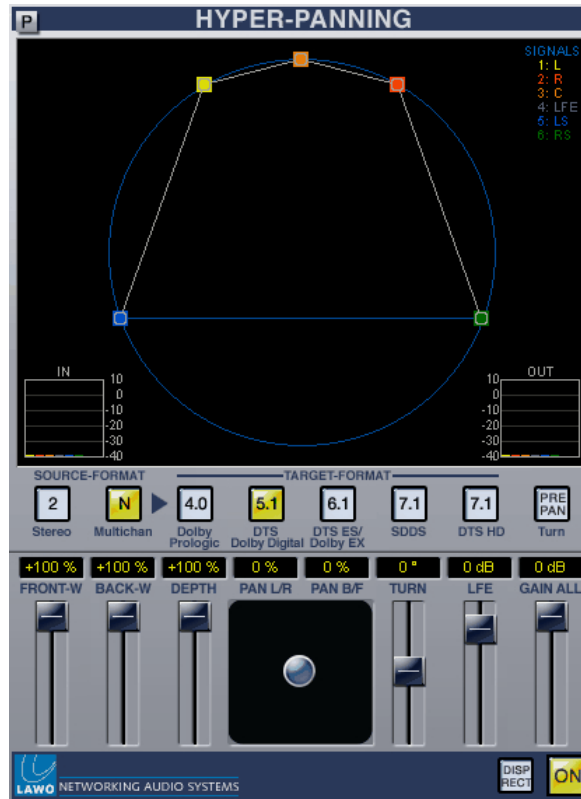 P HYPER-PANNING
SIGNALS
1: L
2: R
3: C
4: LFE
5: LS
6: RS
IN
10
0
-10
-20
-30
-40
OUT
10
0
-10
-20
-30
-40
SOURCE-FORMAT TARGET-FORMAT
2 N 4.0 5.1 6.1 7.1 7.1 PRE PAN
Stereo Multichan Dolby Prologic DTS Dolby Digital DTS ES/ Dolby EX SDDS DTS HD Turn
+100 % +100 % +100 % 0 % 0 % 0 ° 0 dB 0 dB
FRONT-W BACK-W DEPTH PAN L/R PAN B/F TURN LFE GAIN ALL
LAWO NETWORKING AUDIO SYSTEMS
DISP RECT
ON